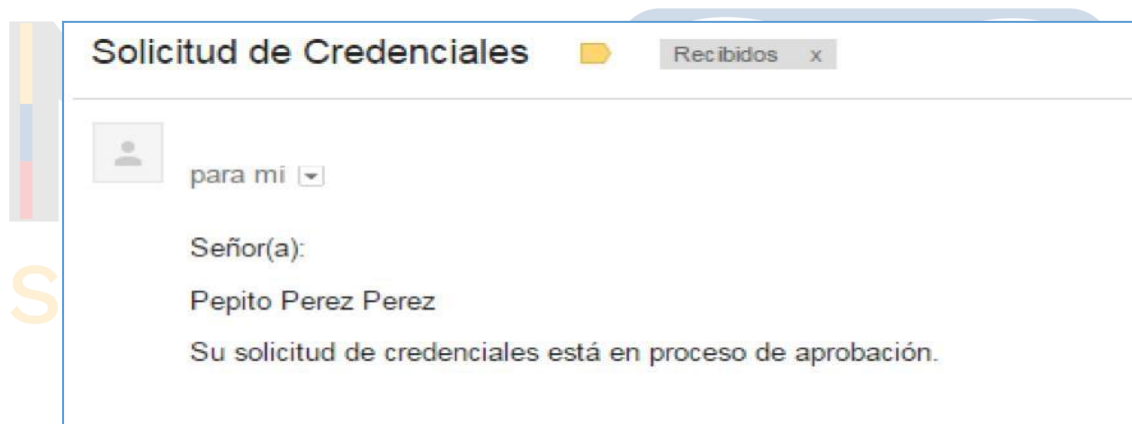 Solicitud de Credenciales Recibidos x
para mí
Señor(a):
Pepito Perez Perez
Su solicitud de credenciales está en proceso de aprobación.
S